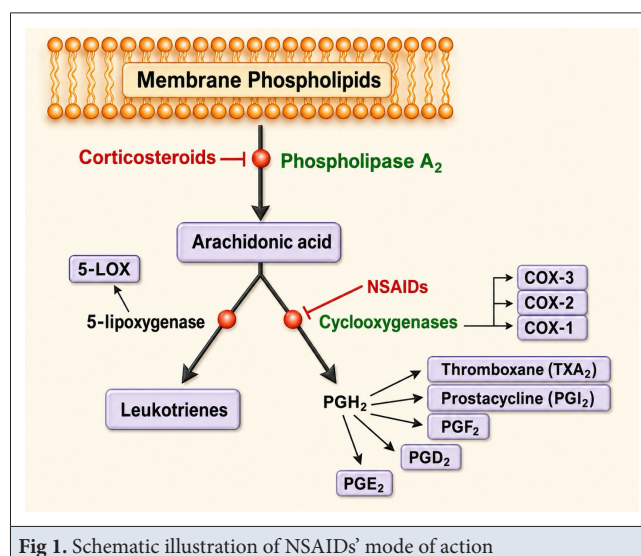 Membrane Phospholipids
Corticosteroids
Phospholipase A₂
Arachidonic acid
5-LOX
NSAIDs
COX-3
COX-2
COX-1
5-lipoxygenase
Cyclooxygenases
Thromboxane (TXA₂)
Prostacycline (PGI₂)
Leukotrienes
PGH₂
PGF₂
PGD₂
PGE₂
Fig 1. Schematic illustration of NSAIDs' mode of action